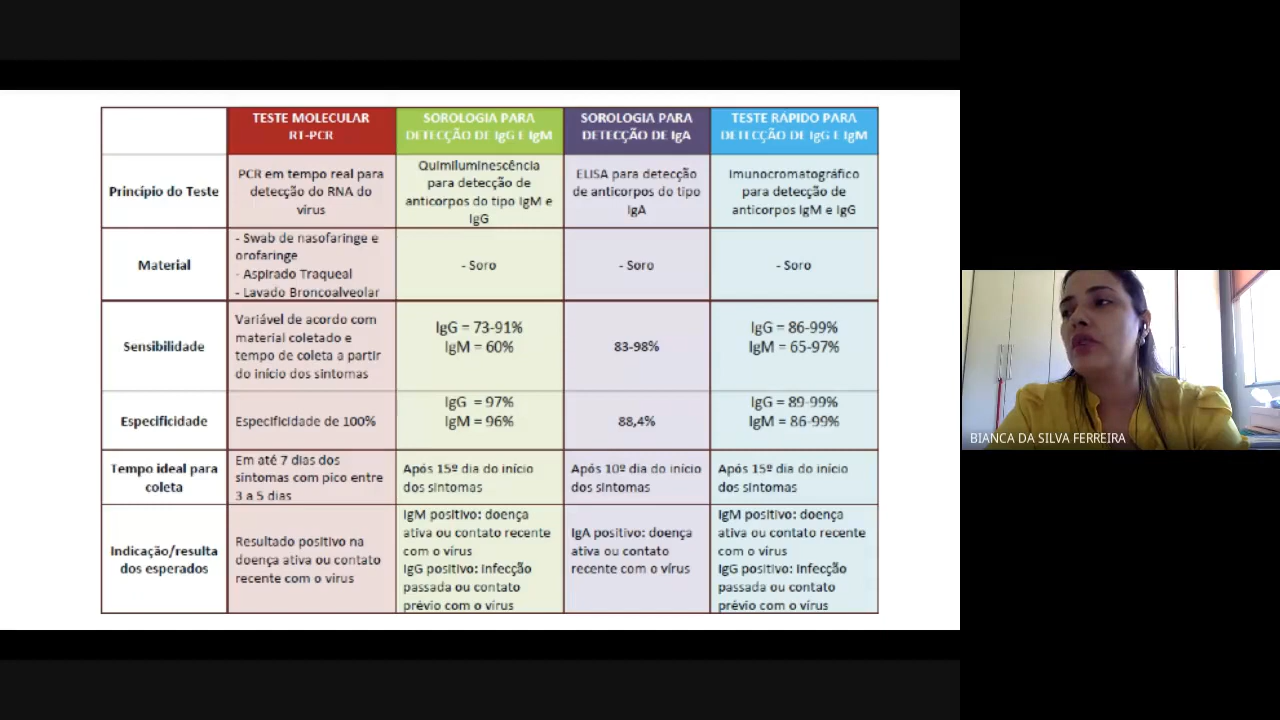 TESTE MOLECULAR
RT-PCR
SOROLOGIA PARA
DETECÇÃO DE IgG E IgM
SOROLOGIA PARA
DETECÇÃO DE IgA
TESTE RÁPIDO PARA
DETECÇÃO DE IgG E IgM
Princípio do Teste
PCR em tempo real para
detecção do RNA do
vírus
Quimiluminescência
para detecção de
anticorpos do tipo IgM e
IgG
ELISA para detecção
de anticorpos do tipo
IgA
Imunocromatográfico
para detecção de
anticorpos IgM e IgG
Material
- Swab de nasofaringe e
orofaringe
- Aspirado Traqueal
- Lavado Broncoalveolar
- Soro
- Soro
- Soro
Sensibilidade
Variável de acordo com
material coletado e
tempo de coleta a partir
do início dos sintomas
IgG = 73-91%
IgM = 60%
83-98%
IgG = 86-99%
IgM = 65-97%
Especificidade
Especificidade de 100%
IgG = 97%
IgM = 96%
88,4%
IgG = 89-99%
IgM = 86-99%
Tempo ideal para
coleta
Em até 7 dias dos
sintomas com pico entre
3 a 5 dias
Após 15º dia do início
dos sintomas
Após 10º dia do início
dos sintomas
Após 15º dia do início
dos sintomas
Indicação/resulta
dos esperados
Resultado positivo na
doença ativa ou contato
recente com o vírus
IgM positivo: doença
ativa ou contato recente
com o vírus
IgG positivo: infecção
passada ou contato
prévio com o vírus
IgA positivo: doença
ativa ou contato
recente com o vírus
IgM positivo: doença
ativa ou contato recente
com o vírus
IgG positivo: infecção
passada ou contato
prévio com o vírus
BIANCA DA SILVA FERREIRA